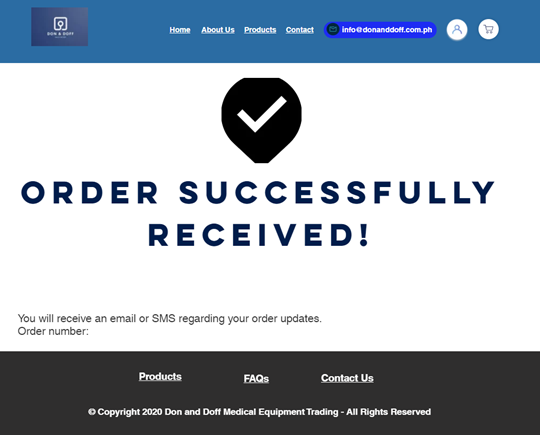 DON & DOFF
Home About Us Products Contact info@donanddoff.com.ph
ORDER SUCCESSFULLY
RECEIVED!
You will receive an email or SMS regarding your order updates.
Order number:
Products FAQs Contact Us
© Copyright 2020 Don and Doff Medical Equipment Trading - All Rights Reserved